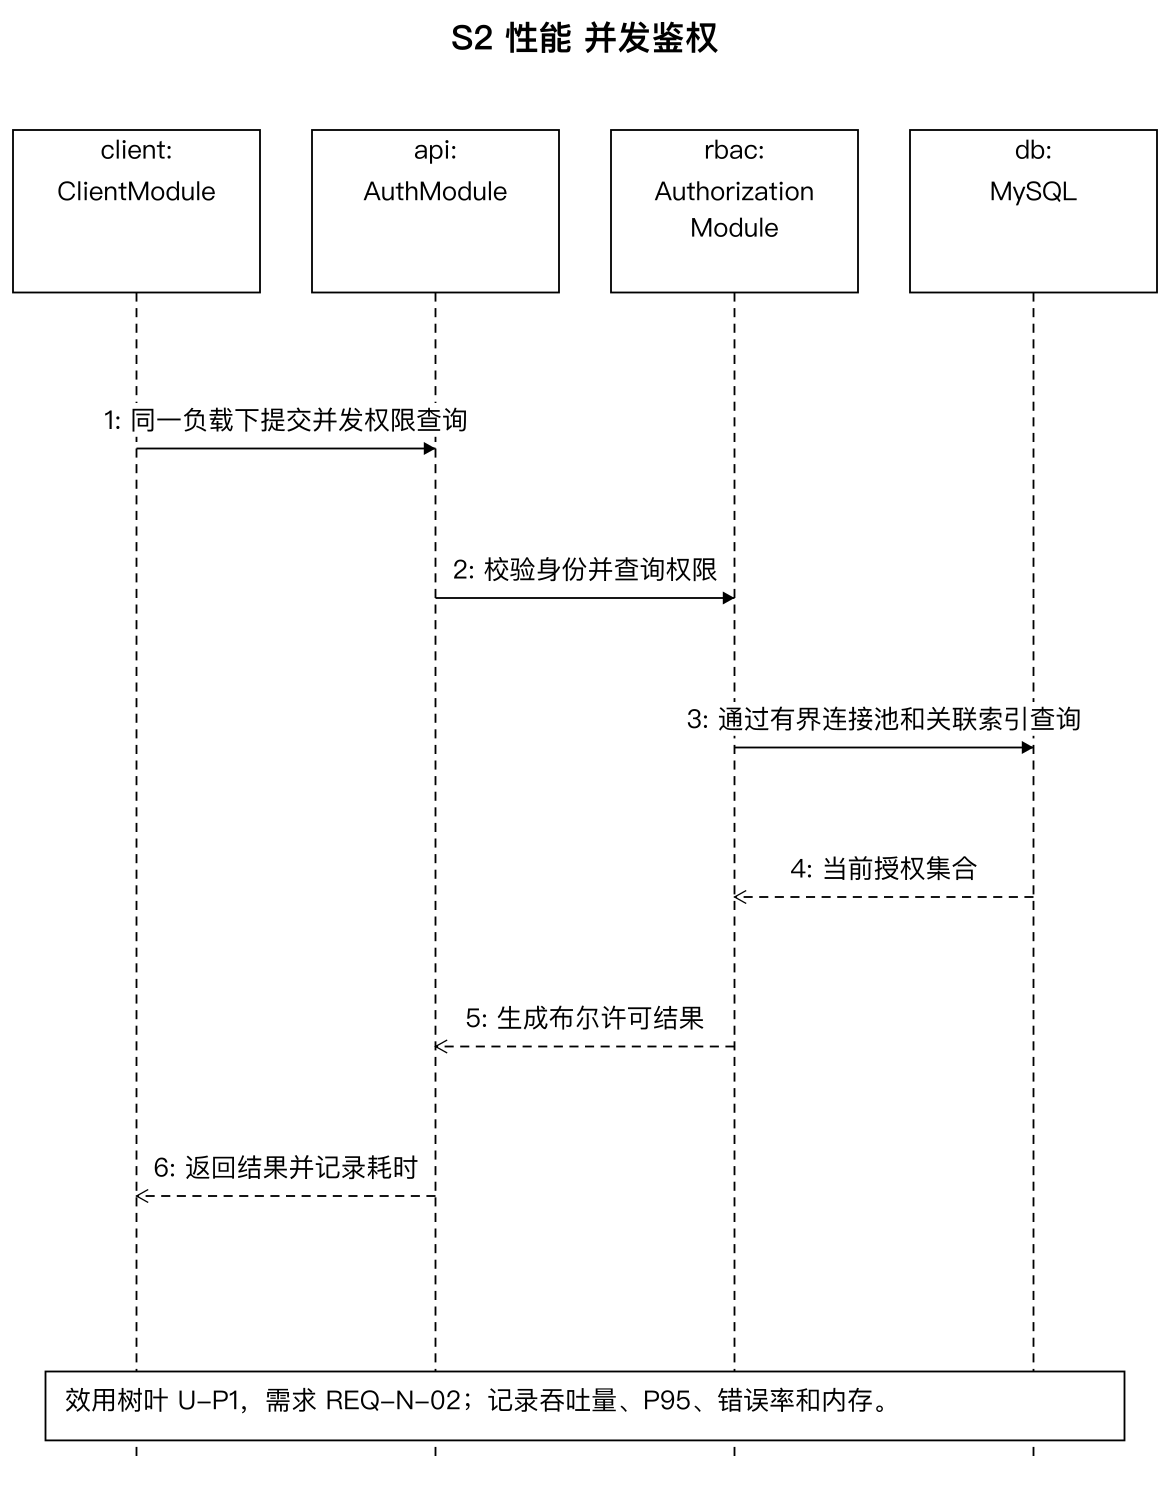 S2 性能 并发鉴权
client:
ClientModule
api:
AuthModule
rbac:
Authorization
Module
db:
MySQL
1: 同一负载下提交并发权限查询
2: 校验身份并查询权限
3: 通过有界连接池和关联索引查询
4: 当前授权集合
5: 生成布尔许可结果
6: 返回结果并记录耗时
效用树叶 U-P1，需求 REQ-N-02；记录吞吐量、P95、错误率和内存。